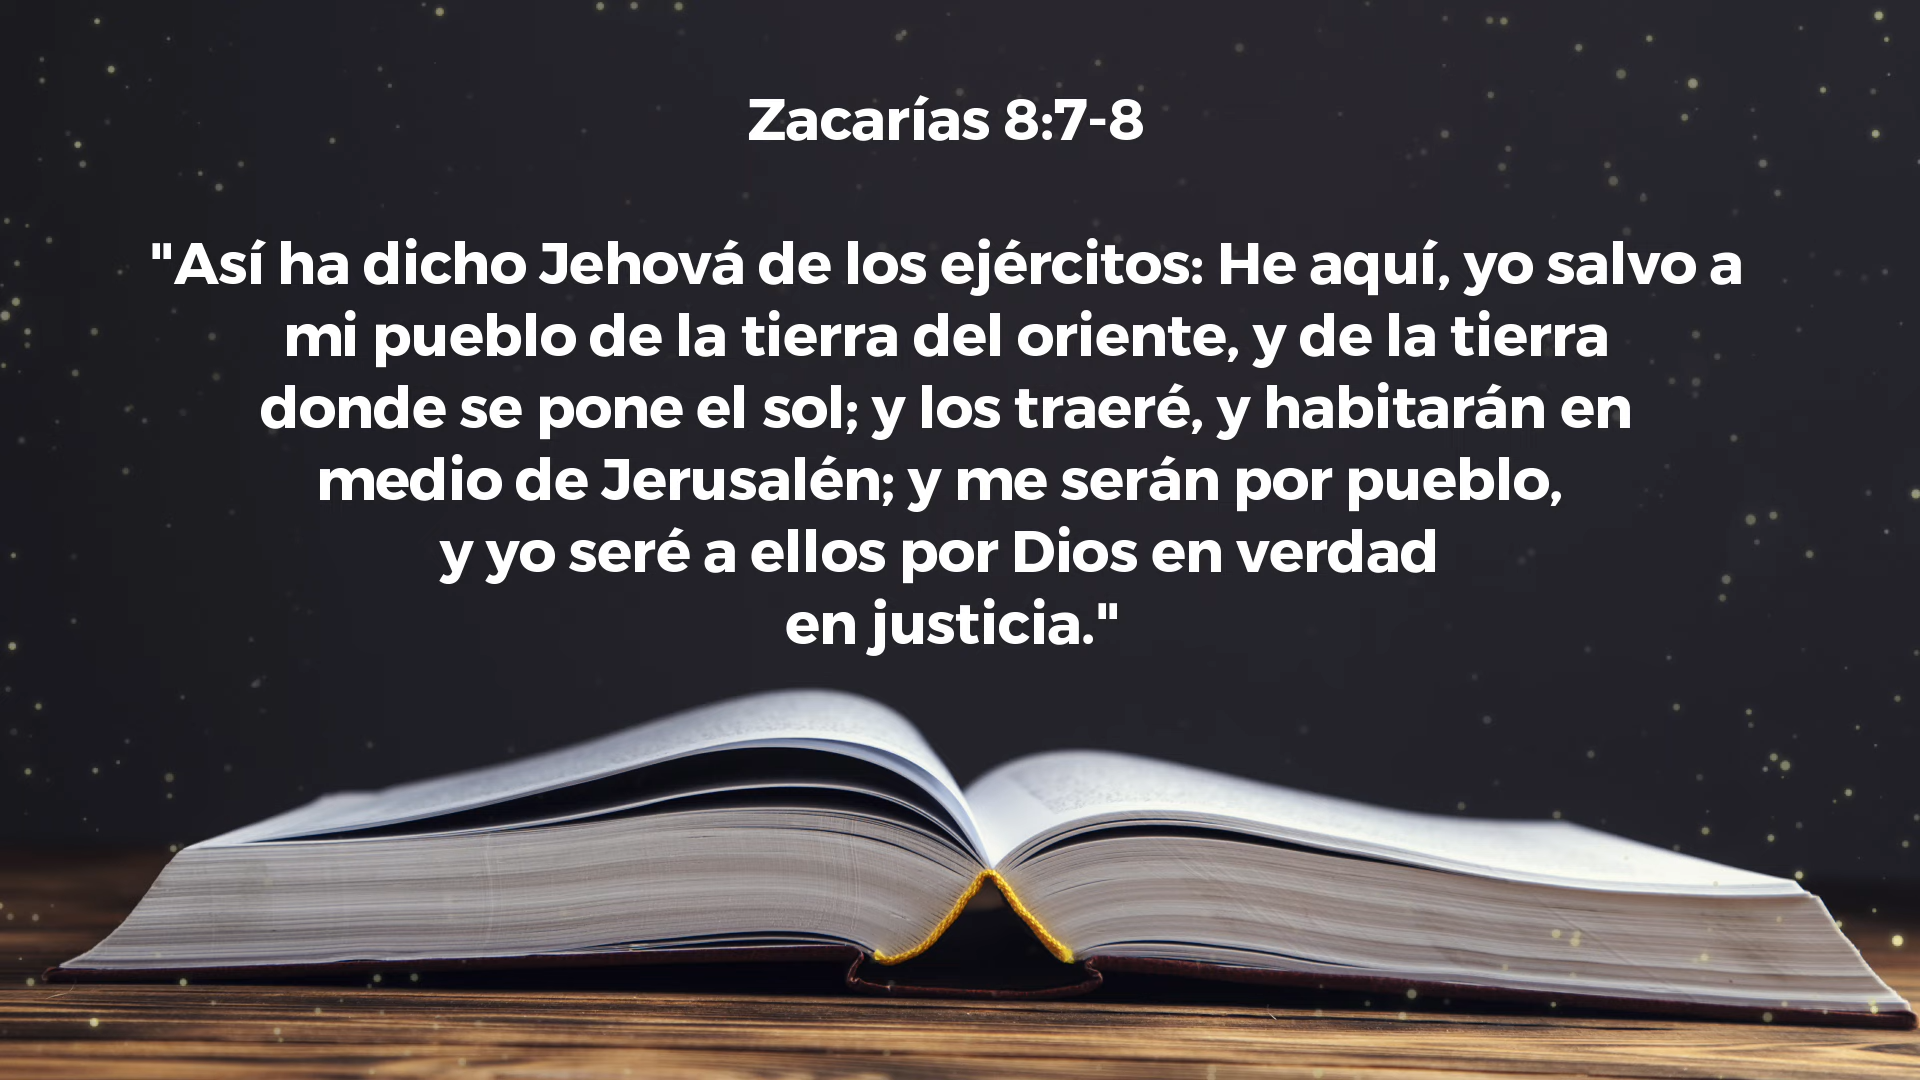 Zacarías 8:7-8
"Así ha dicho Jehová de los ejércitos: He aquí, yo salvo a
mi pueblo de la tierra del oriente, y de la tierra
donde se pone el sol; y los traeré, y habitarán en
medio de Jerusalén; y me serán por pueblo,
y yo seré a ellos por Dios en verdad
en justicia."